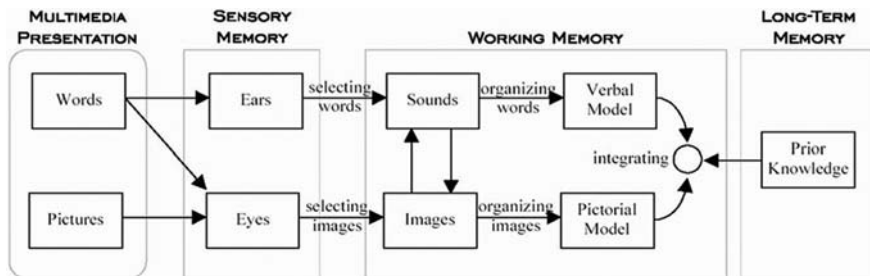 MULTIMEDIA
PRESENTATION
SENSORY
MEMORY
WORKING MEMORY
LONG-TERM
MEMORY
Words
Ears
selecting
words
Sounds
organizing
words
Verbal
Model
integrating
Prior
Knowledge
Pictures
Eyes
selecting
images
Images
organizing
images
Pictorial
Model